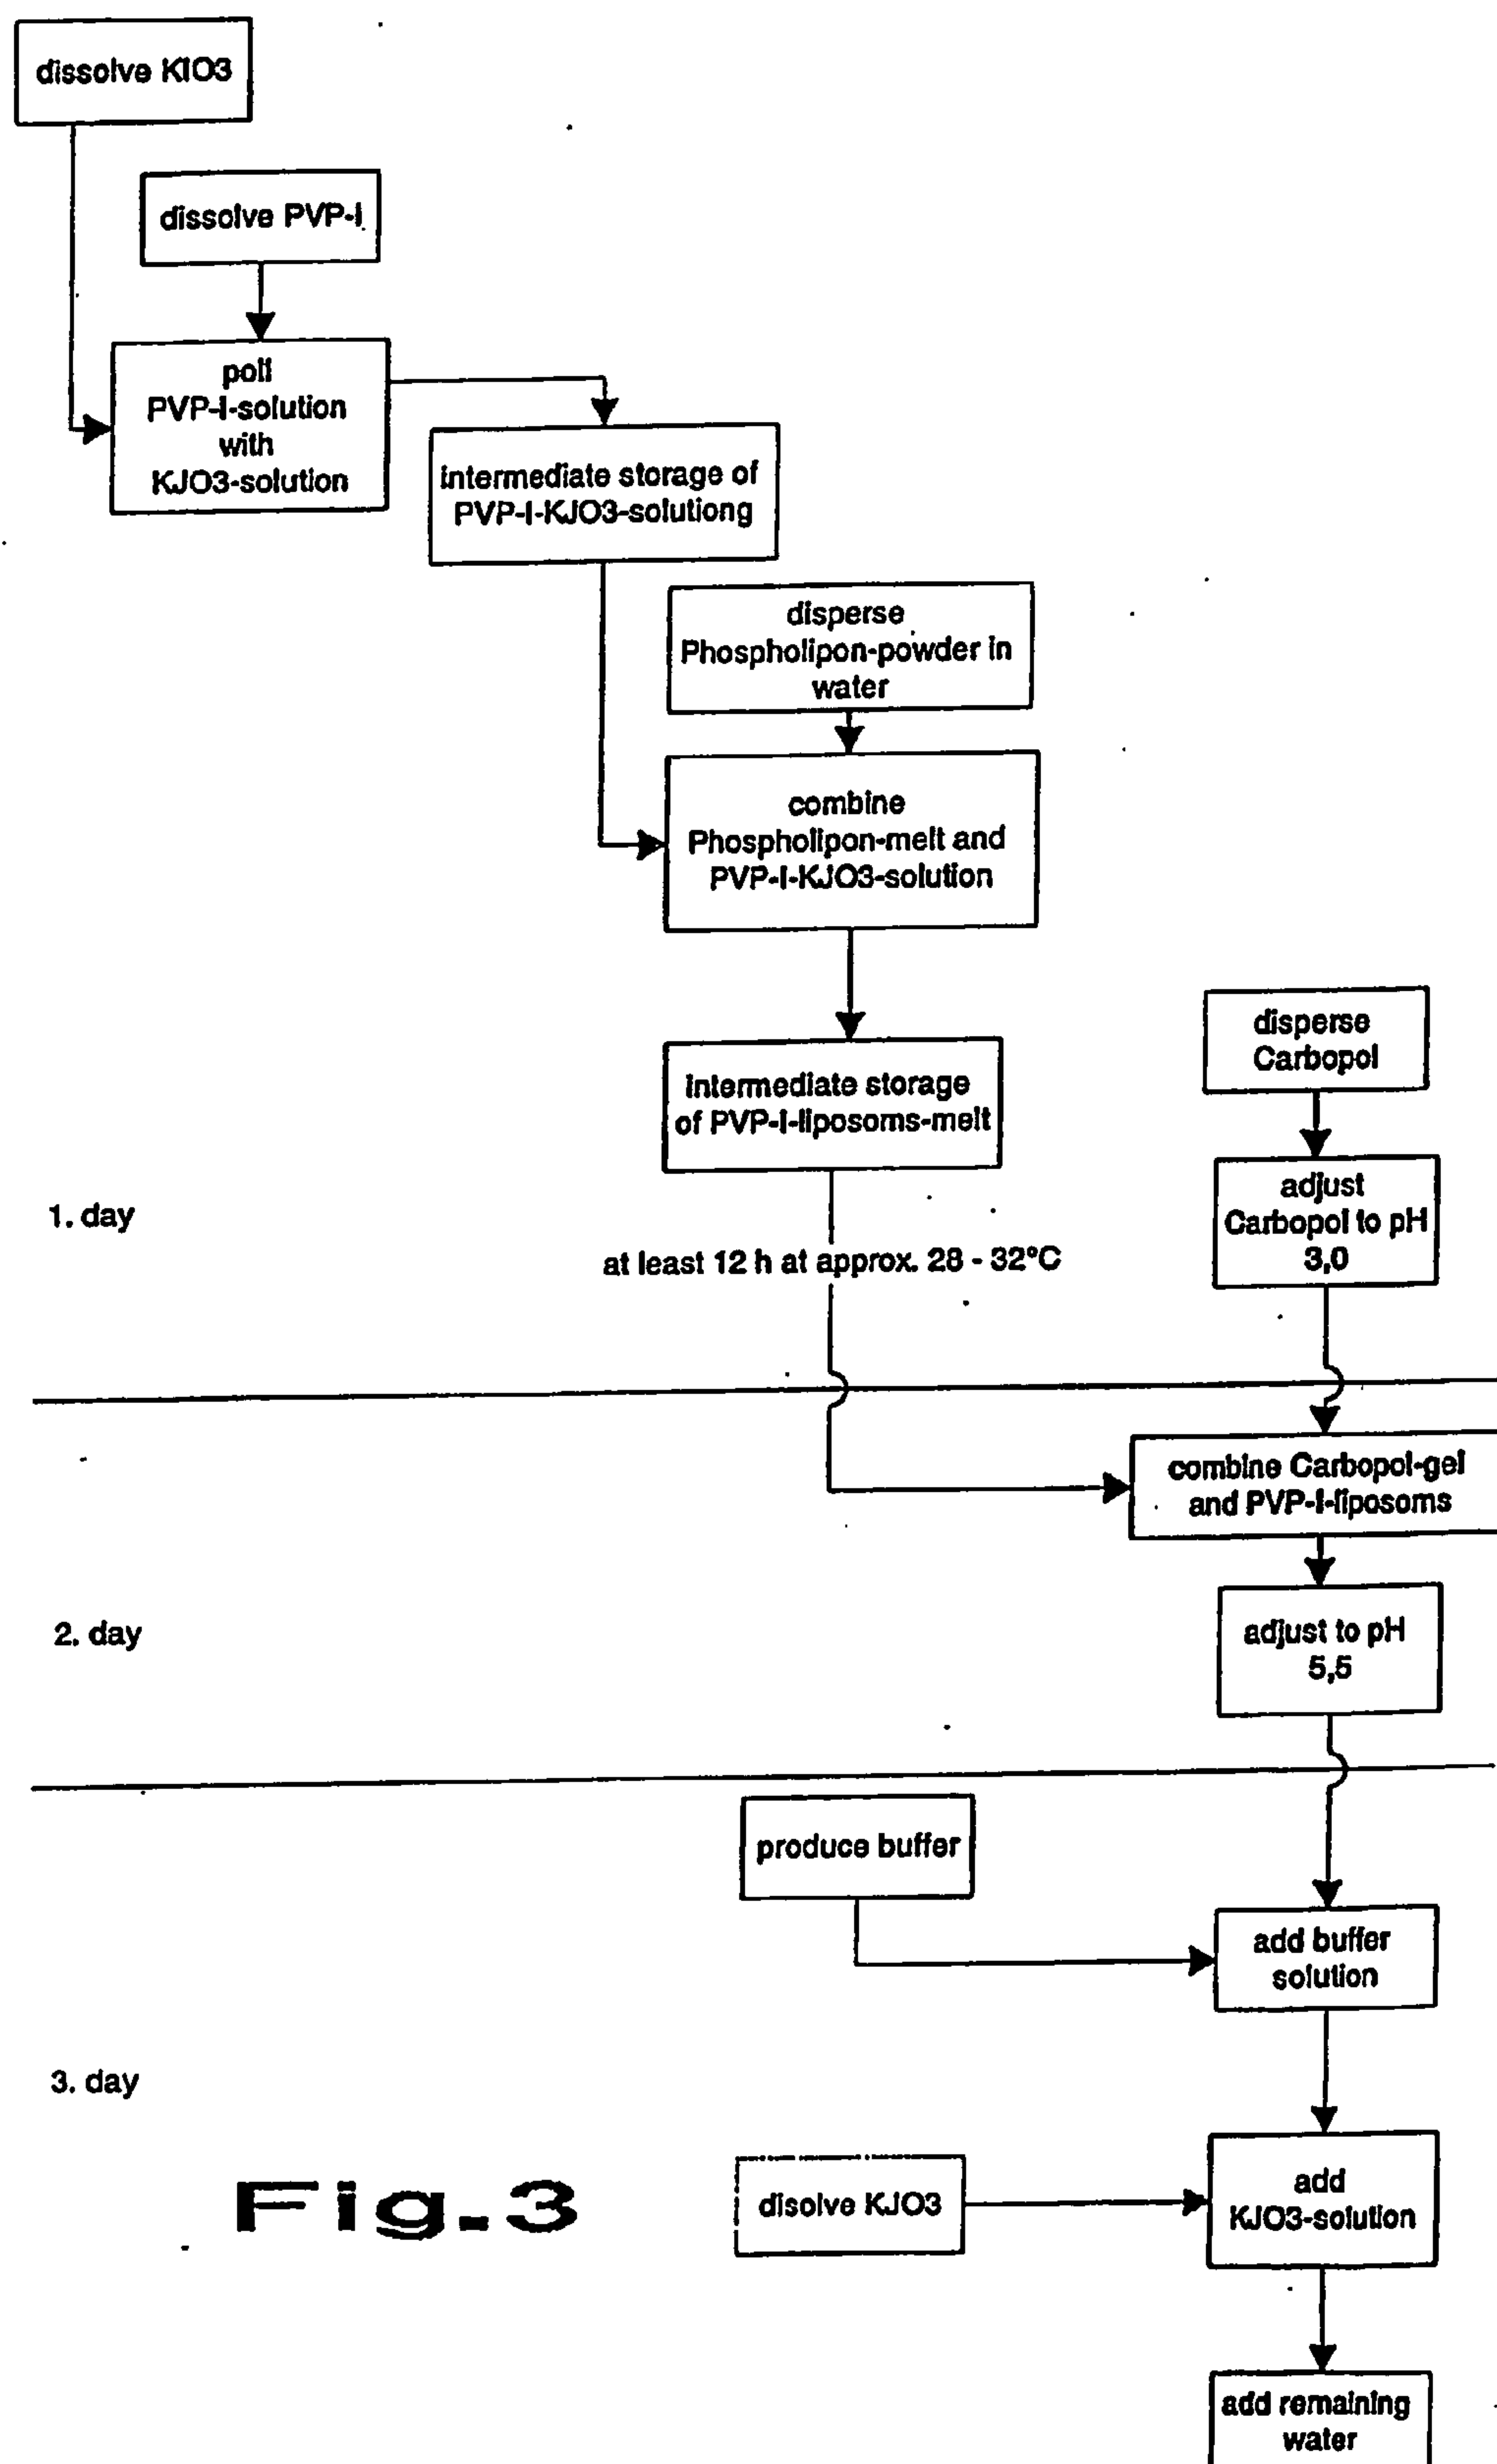 dissolve KIO3
dissolve PVP-I
poll
PVP-I-solution
with
KJO3-solution
intermediate storage of
PVP-I-KJO3-solutiong
disperse
Phospholipon-powder in
water
combine
Phospholipon-melt and
PVP-I-KJO3-solution
intermediate storage
of PVP-I-liposoms-melt
disperse
Carbopol
adjust
Carbopol to pH
3,0
1. day
at least 12 h at approx. 28 - 32°C
combine Carbopol-gel
and PVP-I-liposoms
2. day
adjust to pH
5,5
produce buffer
add buffer
solution
3. day
disolve KJO3
add
KJO3-solution
Fig.3
add remaining
water